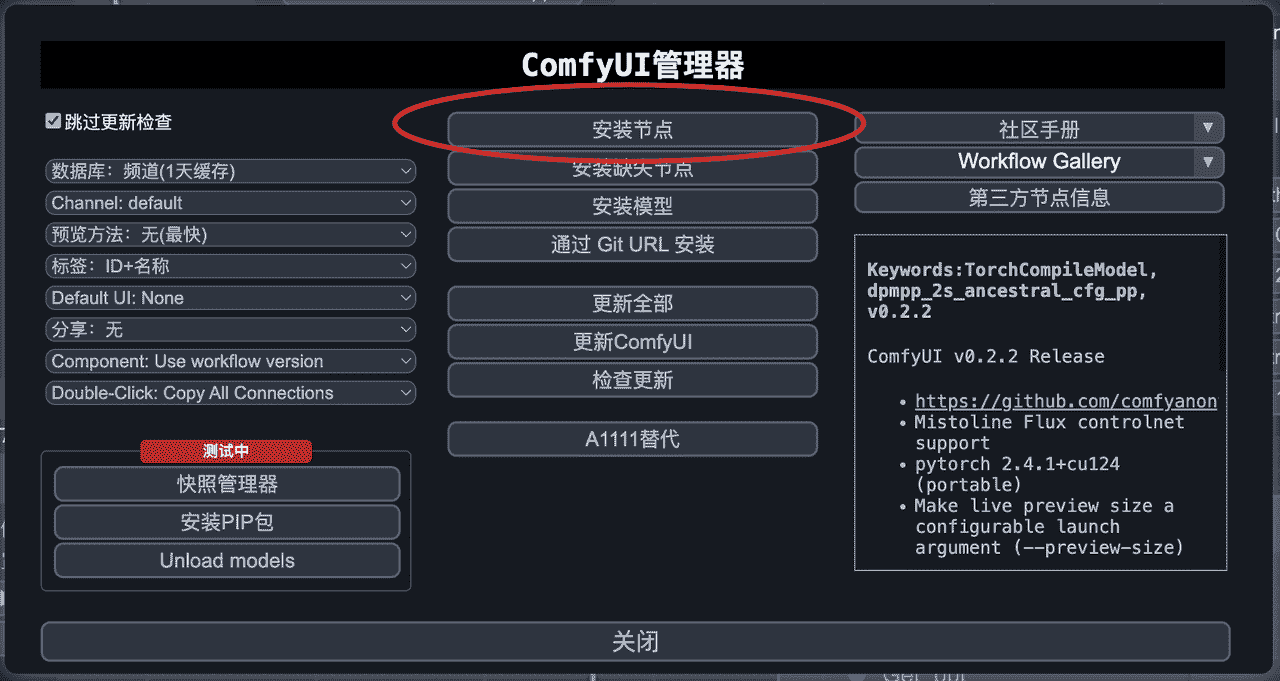 ComfyUI管理器
跳过更新检查
数据库：频道(1天缓存)
Channel: default
预览方法：无(最快)
标签：ID+名称
Default UI: None
分享：无
Component: Use workflow version
Double-Click: Copy All Connections
测试中
快照管理器
安装PIP包
Unload models
安装节点
安装缺失节点
安装模型
通过 Git URL 安装
更新全部
更新ComfyUI
检查更新
A1111替代
社区手册
Workflow Gallery
第三方节点信息
Keywords:TorchCompileModel,
dpmpp_2s_ancestral_cfg_pp,
v0.2.2
ComfyUI v0.2.2 Release
https://github.com/comfyanon
Mistoline Flux controlnet
support
pytorch 2.4.1+cu124
(portable)
Make live preview size a
configurable launch
argument (--preview-size)
关闭